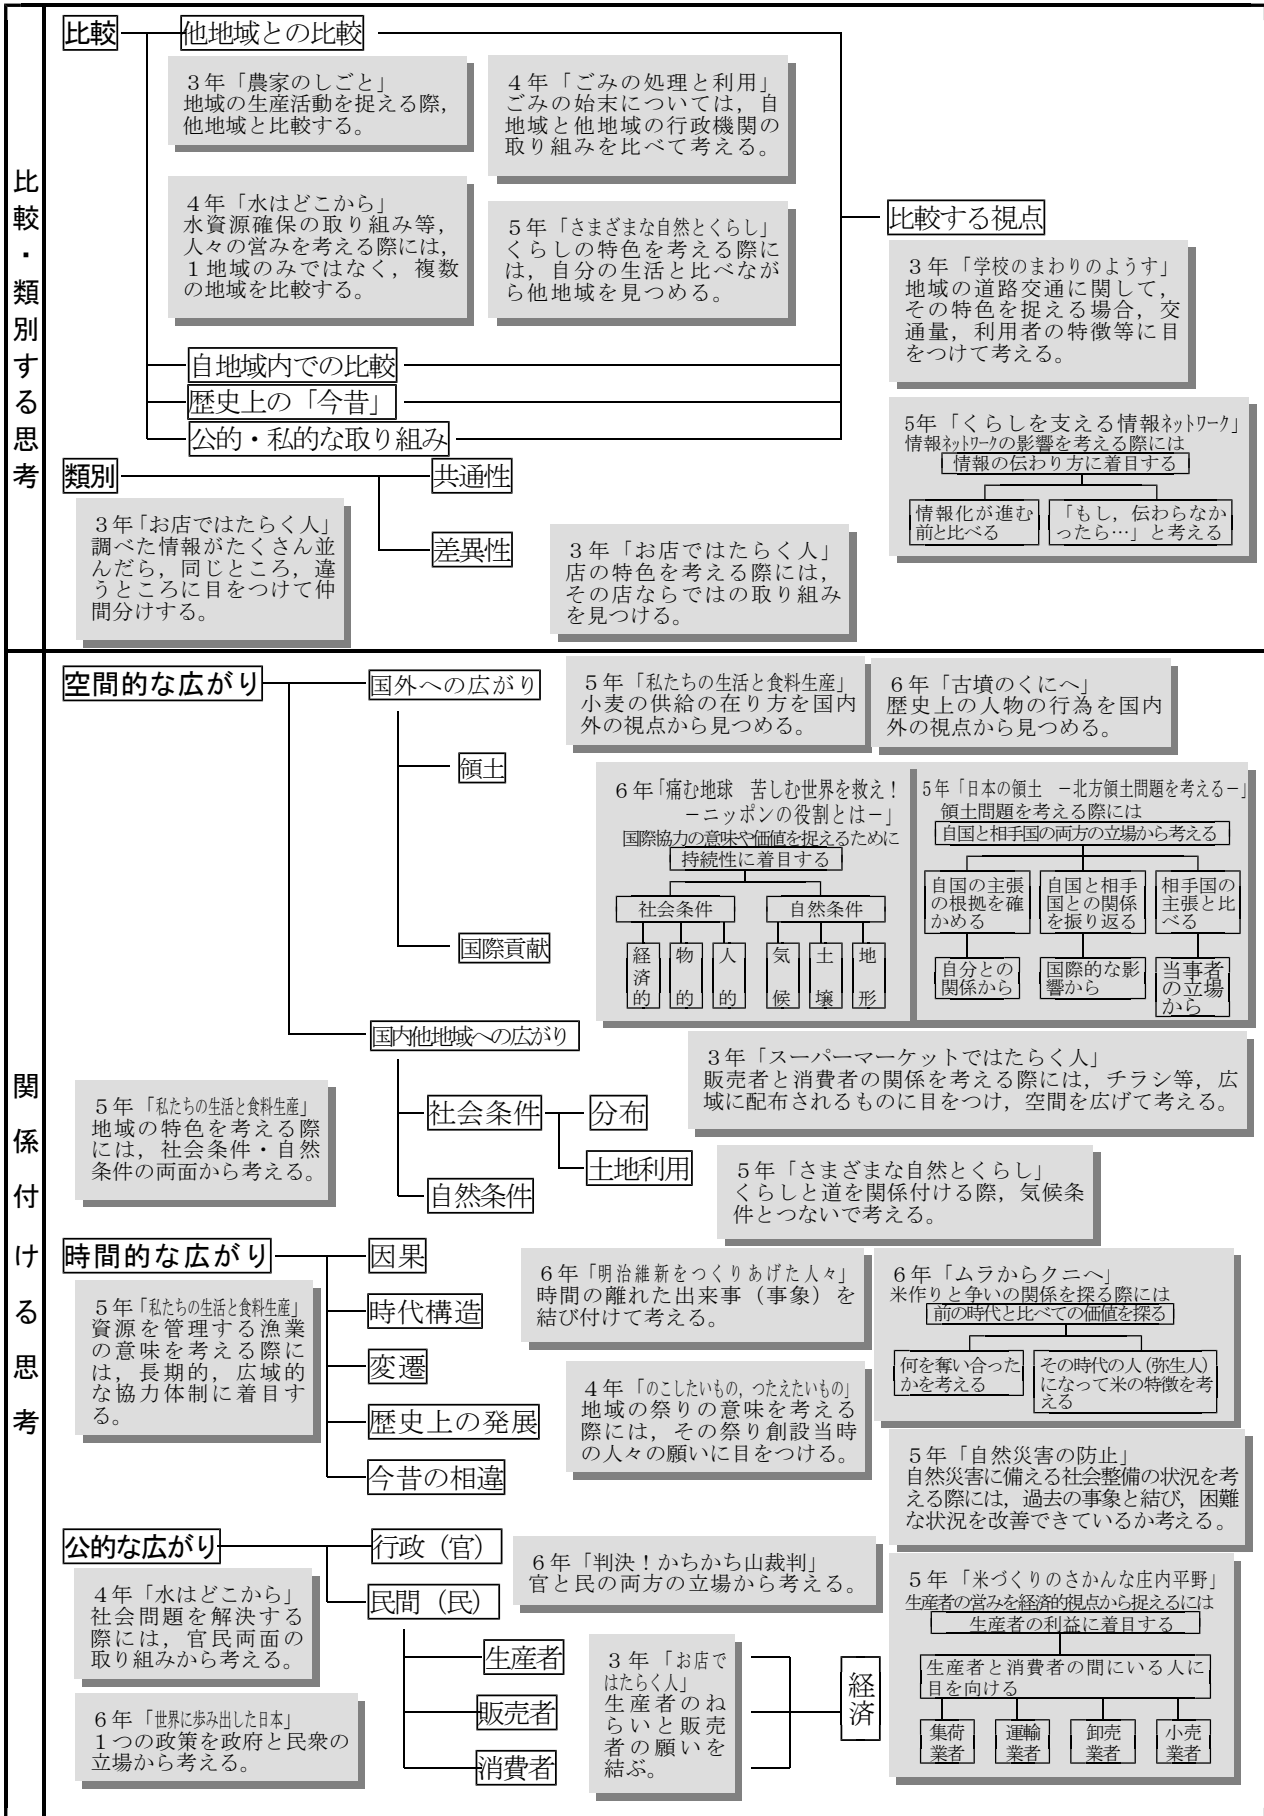 比較・類別する思考
比較
他地域との比較
３年「農家のしごと」
地域の生産活動を捉える際，
他地域と比較する。
４年「ごみの処理と利用」
ごみの始末については，自
地域と他地域の行政機関の
取り組みを比べて考える。
４年「水はどこから」
水資源確保の取り組み等，
人々の営みを考える際には，
１地域のみではなく，複数
の地域を比較する。
５年「さまざまな自然とくらし」
くらしの特色を考える際に
は，自分の生活と比べなが
ら他地域を見つめる。
比較する視点
３年「学校のまわりのようす」
地域の道路交通に関して，
その特色を捉える場合，交
通量，利用者の特徴等に目
をつけて考える。
自地域内での比較
歴史上の「今昔」
公的・私的な取り組み
5年「くらしを支える情報ネットワーク」
情報ネットワークの影響を考える際には
情報の伝わり方に着目する
情報化が進む
前と比べる
「もし，伝わらなか
ったら…」と考える
類別
共通性
差異性
３年「お店ではたらく人」
調べた情報がたくさん並
んだら，同じところ，違
うところに目をつけて仲
間分けする。
３年「お店ではたらく人」
店の特色を考える際には，
その店ならではの取り組み
を見つける。
関係付ける思考
空間的な広がり
国外への広がり
５年「私たちの生活と食料生産」
小麦の供給の在り方を国内
外の視点から見つめる。
６年「古墳のくにへ」
歴史上の人物の行為を国内
外の視点から見つめる。
領土
国際貢献
６年「痛む地球　苦しむ世界を救え！
－ニッポンの役割とは－」
国際協力の意味や価値を捉えるために
持続性に着目する
社会条件
自然条件
経済的
物的
人的
気候
土壌
地形
５年「日本の領土　－北方領土問題を考える－」
領土問題を考える際には
自国と相手国の両方の立場から考える
自国の主張
の根拠を確
かめる
自国と相手
国との関係
を振り返る
相手国の
主張と比
べる
自分との
関係から
国際的な影
響から
当事者
の立場
から
国内他地域への広がり
３年「スーパーマーケットではたらく人」
販売者と消費者の関係を考える際には，チラシ等，広
域に配布されるものに目をつけ，空間を広げて考える。
５年「私たちの生活と食料生産」
地域の特色を考える際
には，社会条件・自然
条件の両面から考える。
社会条件
分布
土地利用
自然条件
５年「さまざまな自然とくらし」
くらしと道を関係付ける際，気候条
件とつないで考える。
時間的な広がり
因果
時代構造
変遷
歴史上の発展
今昔の相違
５年「私たちの生活と食料生産」
資源を管理する漁業
の意味を考える際に
は，長期的，広域的
な協力体制に着目す
る。
６年「明治維新をつくりあげた人々」
時間の離れた出来事（事象）を
結び付けて考える。
６年「ムラからクニへ」
米作りと争いの関係を探る際には
前の時代と比べての価値を探る
何を奪い合った
かを考える
その時代の人（弥生人）
になって米の特徴を考
える
４年「のこしたいもの，つたえたいもの」
地域の祭りの意味を考える
際には，その祭り創設当時
の人々の願いに目をつける。
５年「自然災害の防止」
自然災害に備える社会整備の状況を考
える際には，過去の事象と結び，困難
な状況を改善できているか考える。
公的な広がり
行政（官）
民間（民）
６年「判決！かちかち山裁判」
官と民の両方の立場から考える。
４年「水はどこから」
社会問題を解決する
際には，官民両面の
取り組みから考える。
６年「世界に歩み出した日本」
１つの政策を政府と民衆の
立場から考える。
生産者
販売者
消費者
３年「お店で
はたらく人」
生産者のね
らいと販売
者の願いを
結ぶ。
経済
５年「米づくりのさかんな庄内平野」
生産者の営みを経済的視点から捉えるには
生産者の利益に着目する
生産者と消費者の間にいる人に
目を向ける
集荷
業者
運輸
業者
卸売
業者
小売
業者